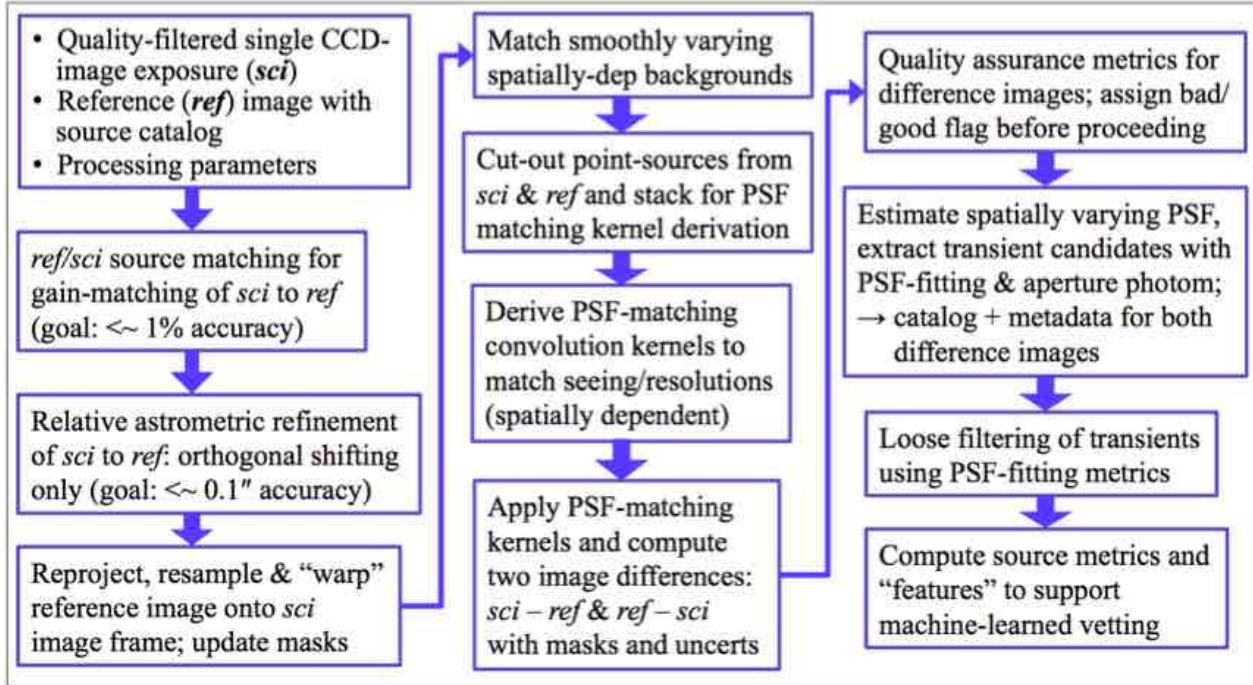 • Quality-filtered single CCD-
image exposure (sci)
• Reference (ref) image with
source catalog
• Processing parameters
ref/sci source matching for
gain-matching of sci to ref
(goal: <~ 1% accuracy)
Relative astrometric refinement
of sci to ref: orthogonal shifting
only (goal: <~ 0.1″ accuracy)
Reproject, resample & “warp”
reference image onto sci
image frame; update masks
Match smoothly varying
spatially-dep backgrounds
Cut-out point-sources from
sci & ref and stack for PSF
matching kernel derivation
Derive PSF-matching
convolution kernels to
match seeing/resolutions
(spatially dependent)
Apply PSF-matching
kernels and compute
two image differences:
sci – ref & ref – sci
with masks and uncerts
Quality assurance metrics for
difference images; assign bad/
good flag before proceeding
Estimate spatially varying PSF,
extract transient candidates with
PSF-fitting & aperture photom;
→ catalog + metadata for both
difference images
Loose filtering of transients
using PSF-fitting metrics
Compute source metrics and
“features” to support
machine-learned vetting